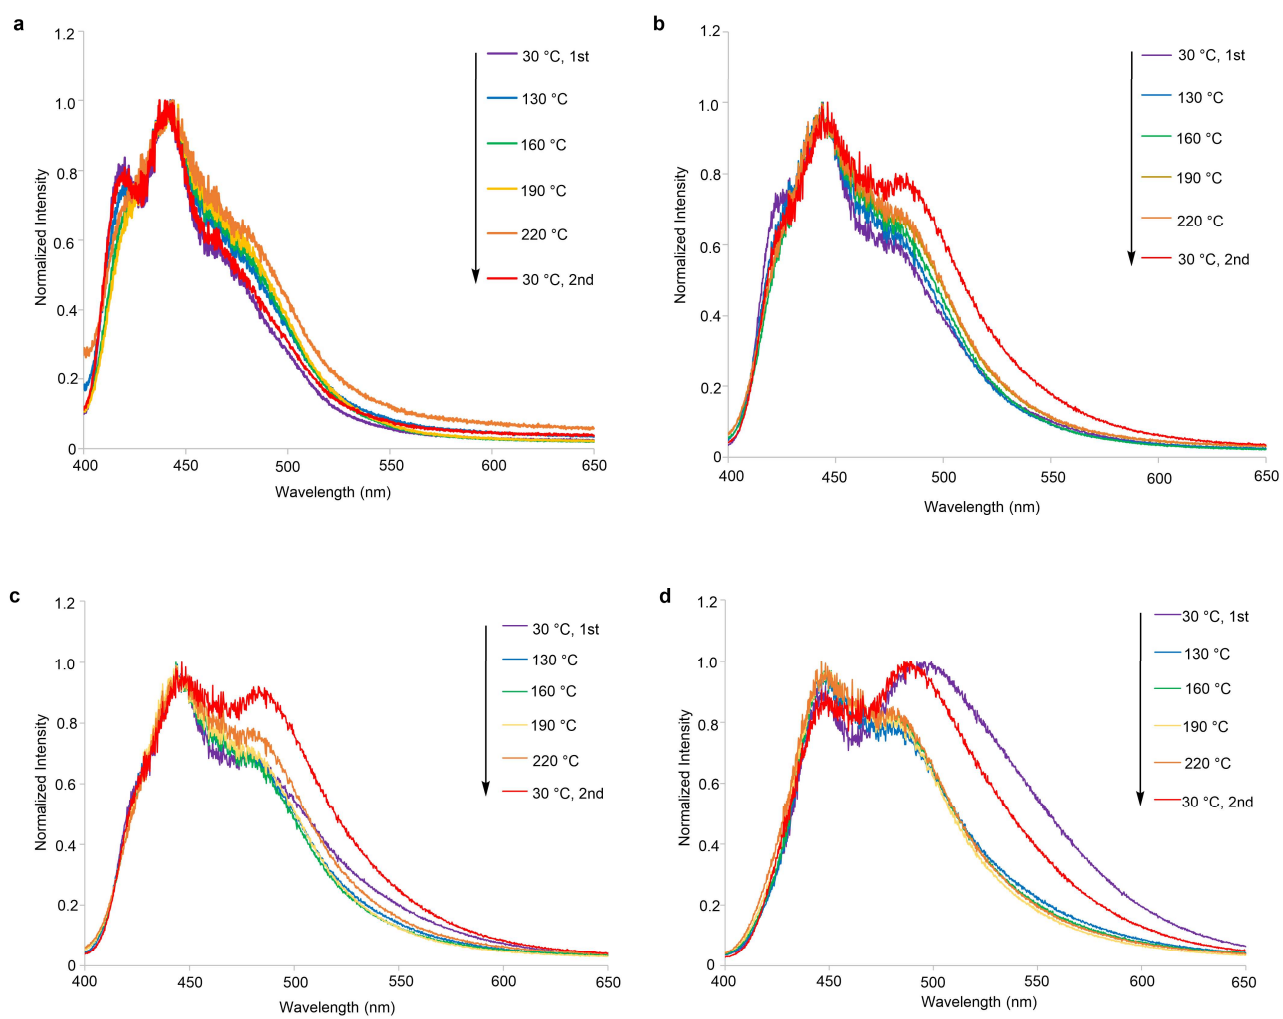 a
1.2
1.0
0.8
0.6
0.4
0.2
0
400
450
500
550
600
650
Normalized Intensity
Wavelength (nm)
30 °C, 1st
130 °C
160 °C
190 °C
220 °C
30 °C, 2nd
b
1.2
1.0
0.8
0.6
0.4
0.2
0
400
450
500
550
600
650
Normalized Intensity
Wavelength (nm)
30 °C, 1st
130 °C
160 °C
190 °C
220 °C
30 °C, 2nd
c
1.2
1.0
0.8
0.6
0.4
0.2
0
400
450
500
550
600
650
Normalized Intensity
Wavelength (nm)
30 °C, 1st
130 °C
160 °C
190 °C
220 °C
30 °C, 2nd
d
1.2
1.0
0.8
0.6
0.4
0.2
0
400
450
500
550
600
650
Normalized Intensity
Wavelength (nm)
30 °C, 1st
130 °C
160 °C
190 °C
220 °C
30 °C, 2nd